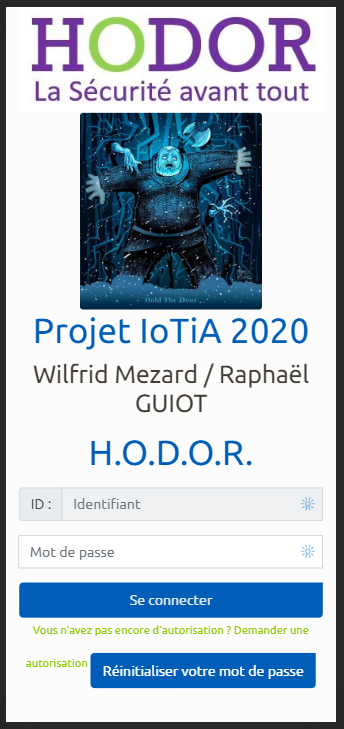 HODOR
La Sécurité avant tout
Hold The Door
Projet IoTiA 2020
Wilfrid Mezard / Raphaël
GUIOT
H.O.D.O.R.
ID : Identifiant
Mot de passe
Se connecter
Vous n'avez pas encore d'autorisation ? Demander une
autorisation Réinitialiser votre mot de passe